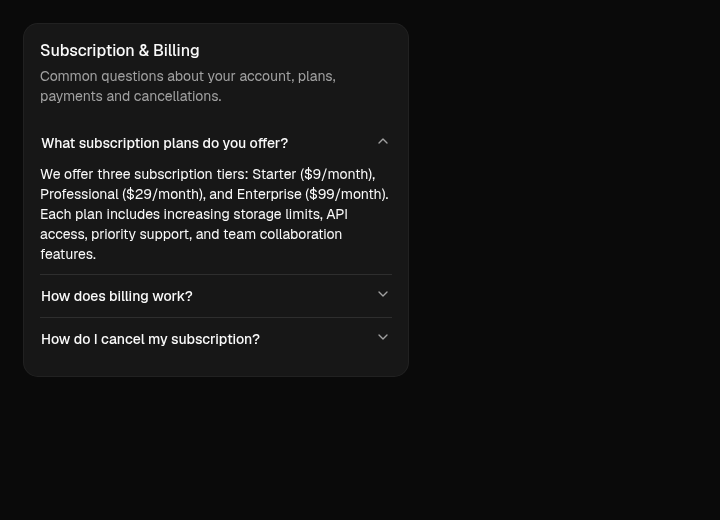 Subscription & Billing
Common questions about your account, plans,
payments and cancellations.
What subscription plans do you offer?
We offer three subscription tiers: Starter ($9/month),
Professional ($29/month), and Enterprise ($99/month).
Each plan includes increasing storage limits, API
access, priority support, and team collaboration
features.
How does billing work?
How do I cancel my subscription?